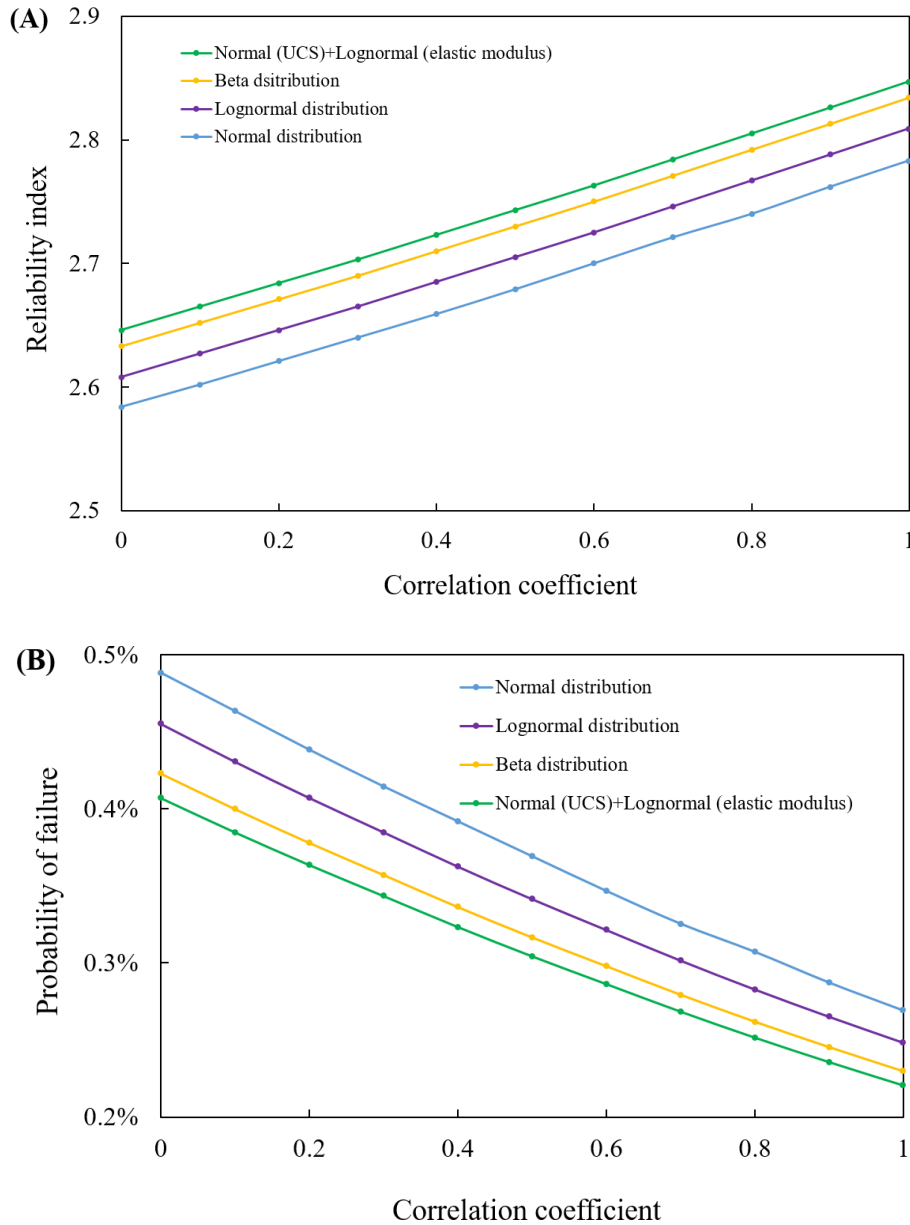 (A)
2.9
2.8
2.7
2.6
2.5
Reliability index
Normal (UCS)+Lognormal (elastic modulus)
Beta dsitribution
Lognormal distribution
Normal distribution
0 0.2 0.4 0.6 0.8 1
Correlation coefficient
(B)
0.5%
0.4%
0.3%
0.2%
Probability of failure
Normal distribution
Lognormal distribution
Beta distribution
Normal (UCS)+Lognormal (elastic modulus)
0 0.2 0.4 0.6 0.8 1
Correlation coefficient